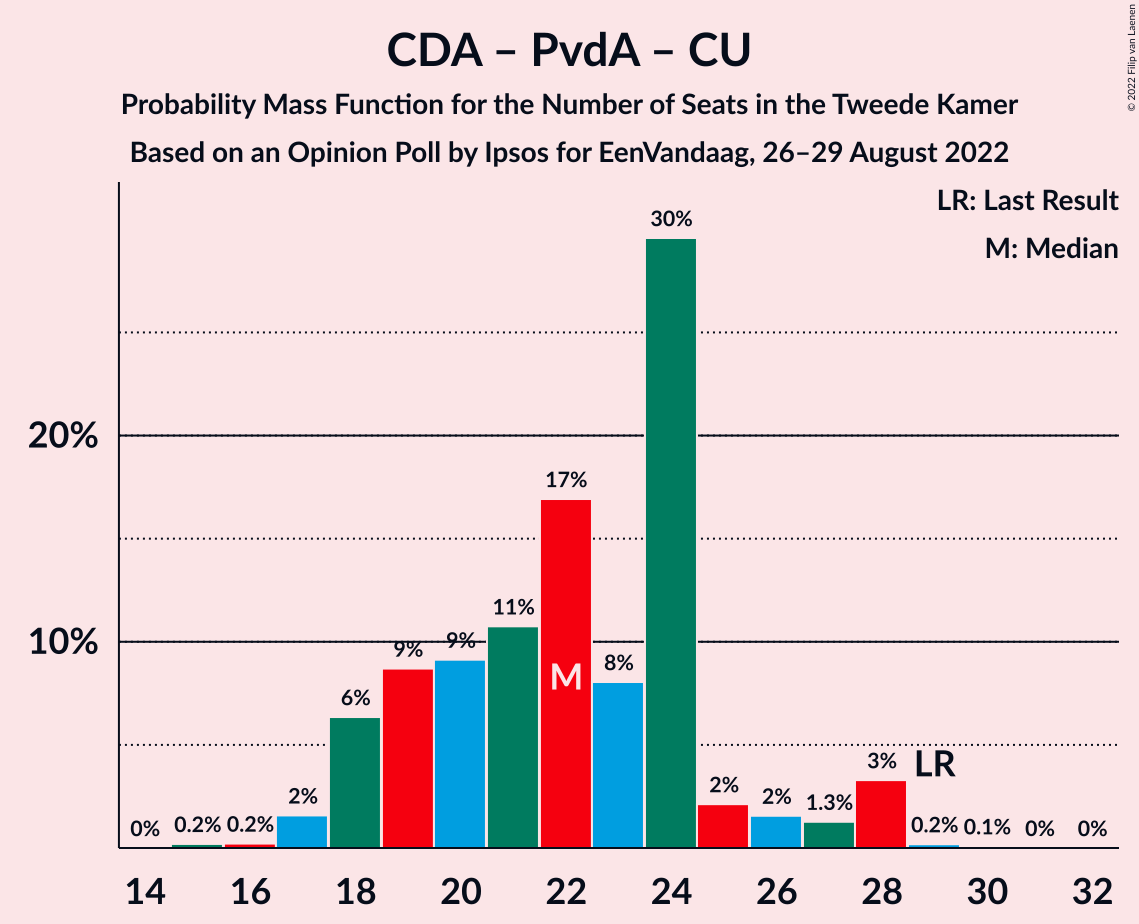 CDA – PvdA – CU
Probability Mass Function for the Number of Seats in the Tweede Kamer
Based on an Opinion Poll by Ipsos for EenVandaag, 26–29 August 2022
© 2022 Filip van Laenen
LR: Last Result
M: Median
20%
10%
0%
0.2%
0.2%
2%
6%
9%
9%
11%
17%
8%
30%
2%
2%
1.3%
3%
0.2%
0.1%
0%
0%
M
LR
14 16 18 20 22 24 26 28 30 32